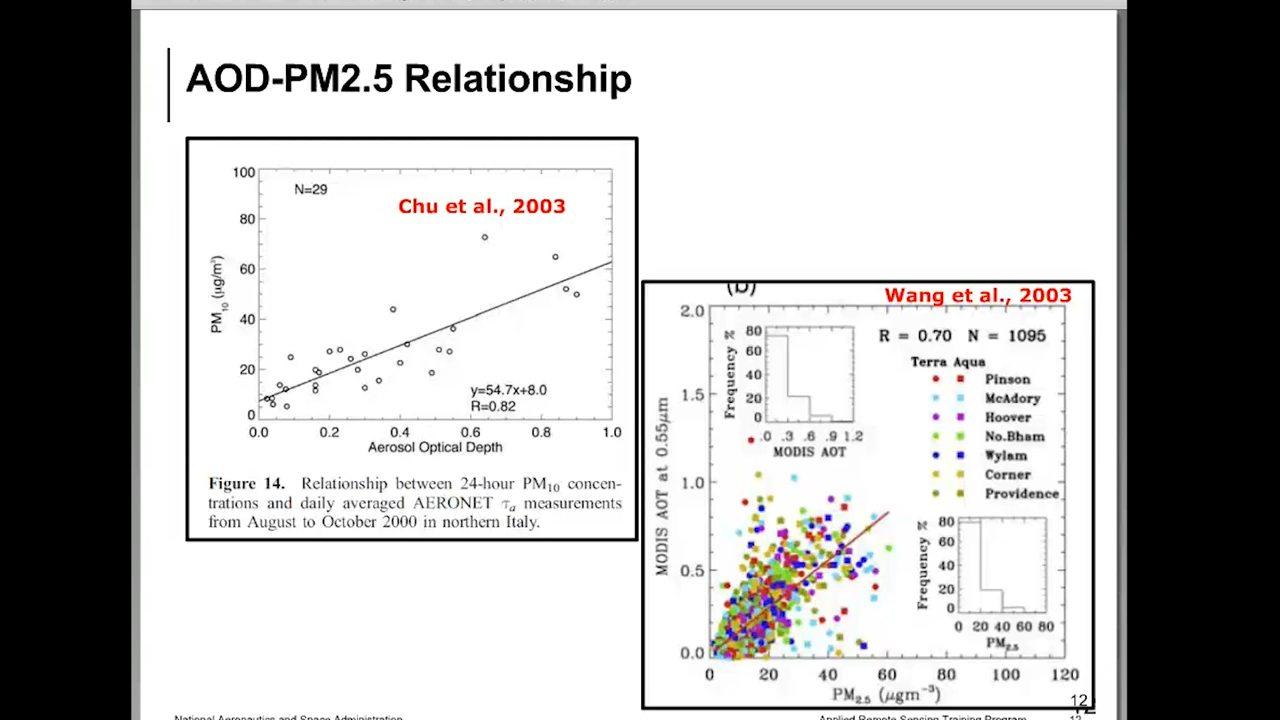 AOD-PM2.5 Relationship
N=29
Chu et al., 2003
100
80
60
40
20
0
PM10 (µg/m³)
y=54.7x+8.0
R=0.82
0.0 0.2 0.4 0.6 0.8 1.0
Aerosol Optical Depth
Figure 14. Relationship between 24-hour PM10 concen-
trations and daily averaged AERONET τa measurements
from August to October 2000 in northern Italy.
(b)
Wang et al., 2003
2.0
1.5
1.0
0.5
0.0
MODIS AOT at 0.55µm
Frequency %
80
60
40
20
0
.0 .3 .6 .9 1.2
MODIS AOT
R = 0.70 N = 1095
Terra Aqua
Pinson
McAdory
Hoover
No.Bham
Wylam
Corner
Providence
Frequency %
80
60
40
20
0
0 20 40 60 80
PM2.5
0 20 40 60 80 100 120
PM2.5 (µgm⁻³)
12
12
National Aeronautics and Space Administration
Applied Remote Sensing Training Program
12